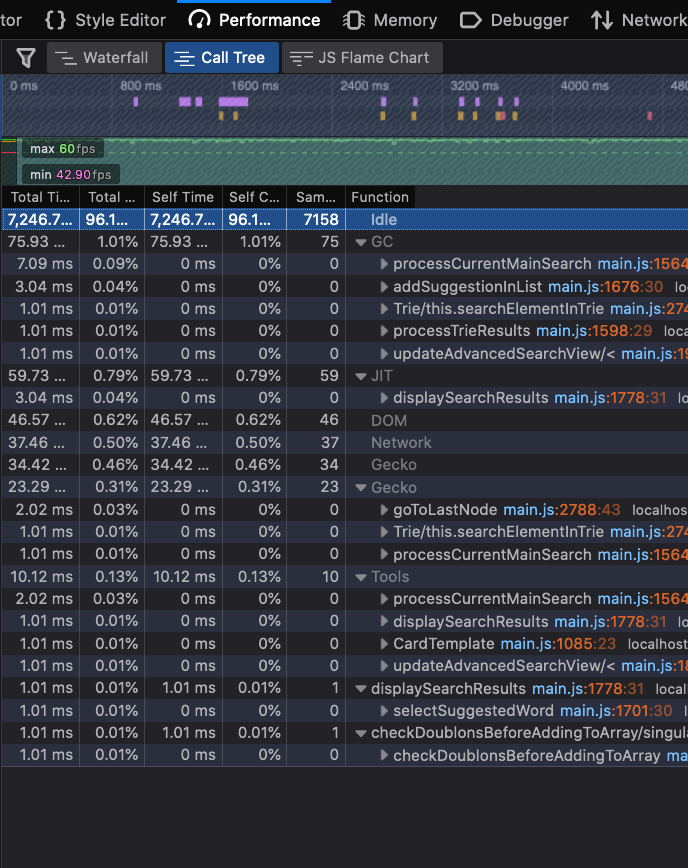 tor {} Style Editor Performance Memory Debugger Network
Waterfall Call Tree JS Flame Chart
0 ms 800 ms 1600 ms 2400 ms 3200 ms 4000 ms 480
max 60fps
min 42.90fps
Total Ti... Total ... Self Time Self C... Sam... Function
7,246.7... 96.1... 7,246.7... 96.1... 7158 Idle
75.93 ... 1.01% 75.93 ... 1.01% 75 GC
7.09 ms 0.09% 0 ms 0% 0 processCurrentMainSearch main.js:1564
3.04 ms 0.04% 0 ms 0% 0 addSuggestionInList main.js:1676:30 lo
1.01 ms 0.01% 0 ms 0% 0 Trie/this.searchElementInTrie main.js:274
1.01 ms 0.01% 0 ms 0% 0 processTrieResults main.js:1598:29 loca
1.01 ms 0.01% 0 ms 0% 0 updateAdvancedSearchView/< main.js:19
59.73 ... 0.79% 59.73 ... 0.79% 59 JIT
3.04 ms 0.04% 0 ms 0% 0 displaySearchResults main.js:1778:31 lo
46.57 ... 0.62% 46.57 ... 0.62% 46 DOM
37.46 ... 0.50% 37.46 ... 0.50% 37 Network
34.42 ... 0.46% 34.42 ... 0.46% 34 Gecko
23.29 ... 0.31% 23.29 ... 0.31% 23 Gecko
2.02 ms 0.03% 0 ms 0% 0 goToLastNode main.js:2788:43 localhos
1.01 ms 0.01% 0 ms 0% 0 Trie/this.searchElementInTrie main.js:274
1.01 ms 0.01% 0 ms 0% 0 processCurrentMainSearch main.js:1564
10.12 ms 0.13% 10.12 ms 0.13% 10 Tools
2.02 ms 0.03% 0 ms 0% 0 processCurrentMainSearch main.js:1564
1.01 ms 0.01% 0 ms 0% 0 displaySearchResults main.js:1778:31 lo
1.01 ms 0.01% 0 ms 0% 0 CardTemplate main.js:1085:23 localhost
1.01 ms 0.01% 0 ms 0% 0 updateAdvancedSearchView/< main.js:18
1.01 ms 0.01% 1.01 ms 0.01% 1 displaySearchResults main.js:1778:31 local
1.01 ms 0.01% 0 ms 0% 0 selectSuggestedWord main.js:1701:30 lo
1.01 ms 0.01% 1.01 ms 0.01% 1 checkDoublonsBeforeAddingToArray/singula
1.01 ms 0.01% 0 ms 0% 0 checkDoublonsBeforeAddingToArray ma